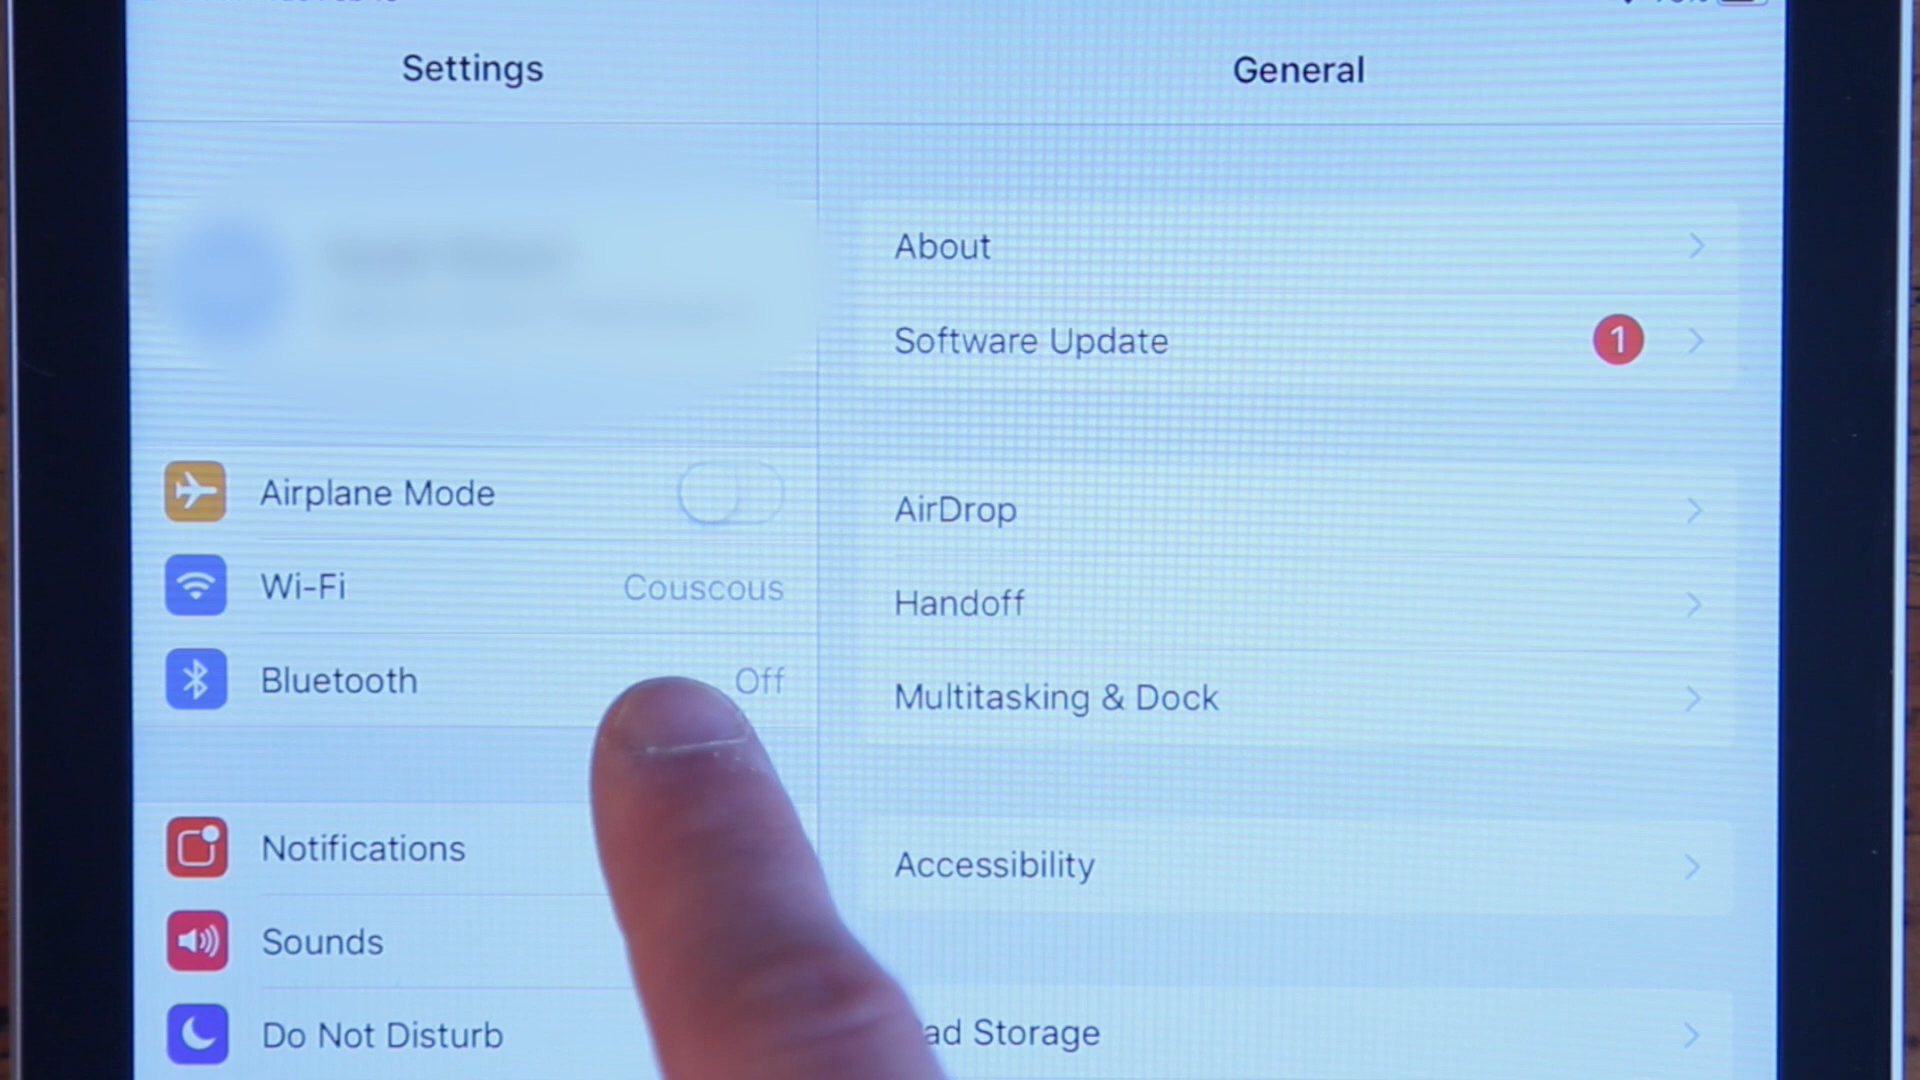 Settings
General
About
Software Update
1
Airplane Mode
AirDrop
Wi-Fi
Couscous
Handoff
Bluetooth
Off
Multitasking & Dock
Notifications
Accessibility
Sounds
Do Not Disturb
Storage